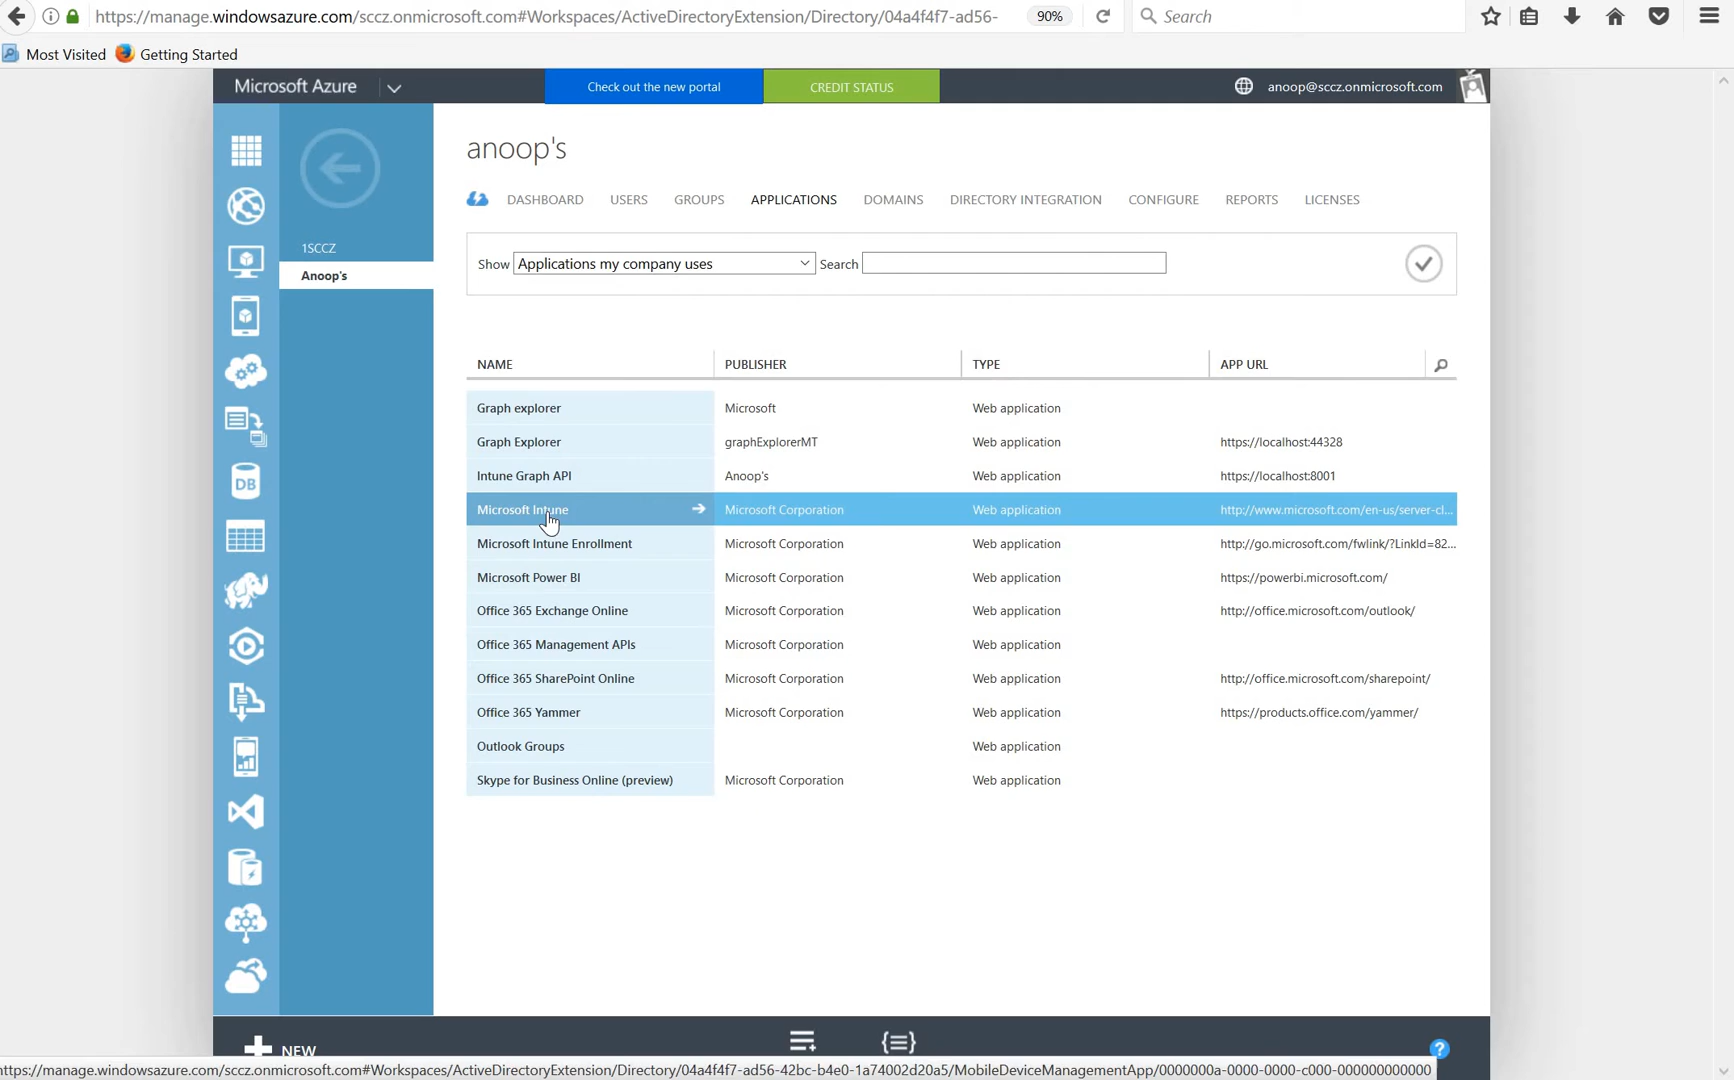 https://manage.windowsazure.com/sccz.onmicrosoft.com#Workspaces/ActiveDirectoryExtension/Directory/04a4f4f7-ad56- 90% Search
Most Visited Getting Started
Microsoft Azure Check out the new portal CREDIT STATUS anoop@sccz.onmicrosoft.com
anoop's
DASHBOARD USERS GROUPS APPLICATIONS DOMAINS DIRECTORY INTEGRATION CONFIGURE REPORTS LICENSES
1SCCZ
Anoop's
Show Applications my company uses Search
NAME PUBLISHER TYPE APP URL
Graph explorer Microsoft Web application
Graph Explorer graphExplorerMT Web application https://localhost:44328
Intune Graph API Anoop's Web application https://localhost:8001
Microsoft Intune Microsoft Corporation Web application http://www.microsoft.com/en-us/server-cl...
Microsoft Intune Enrollment Microsoft Corporation Web application http://go.microsoft.com/fwlink/?LinkId=82...
Microsoft Power BI Microsoft Corporation Web application https://powerbi.microsoft.com/
Office 365 Exchange Online Microsoft Corporation Web application http://office.microsoft.com/outlook/
Office 365 Management APIs Microsoft Corporation Web application
Office 365 SharePoint Online Microsoft Corporation Web application http://office.microsoft.com/sharepoint/
Office 365 Yammer Microsoft Corporation Web application https://products.office.com/yammer/
Outlook Groups Web application
Skype for Business Online (preview) Microsoft Corporation Web application
DB
NEW ?
https://manage.windowsazure.com/sccz.onmicrosoft.com#Workspaces/ActiveDirectoryExtension/Directory/04a4f4f7-ad56-42bc-b4e0-1a74002d20a5/MobileDeviceManagementApp/0000000a-0000-0000-c000-000000000000